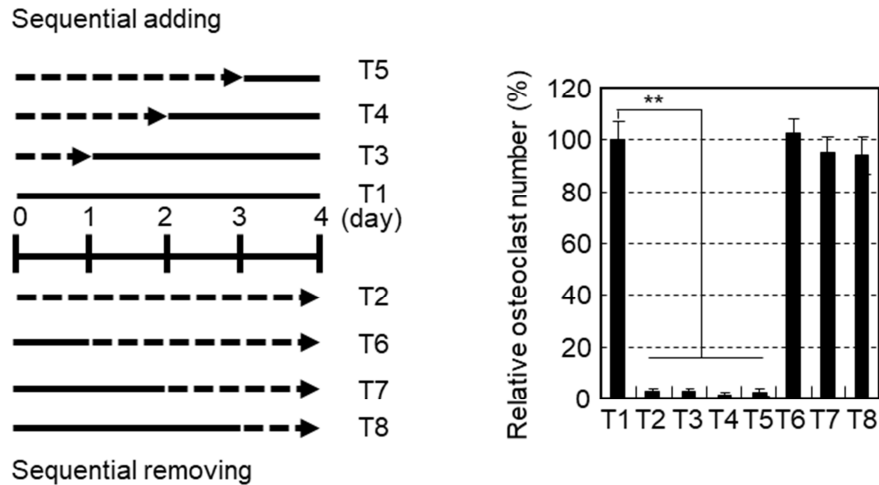 Sequential adding
T5
T4
T3
T1
0 1 2 3 4 (day)
T2
T6
T7
T8
Sequential removing
Relative osteoclast number (%)
120
100
80
60
40
20
0
**
T1 T2 T3 T4 T5 T6 T7 T8